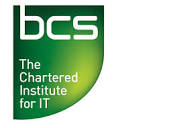 bcs
The
Chartered
Institute
for IT